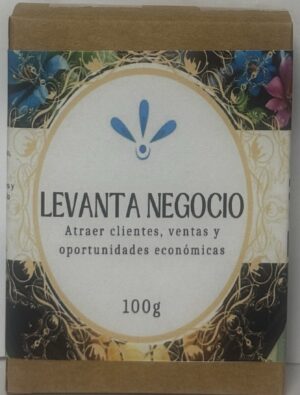 LEVANTA NEGOCIO
Atraer clientes, ventas y
oportunidades económicas
100g